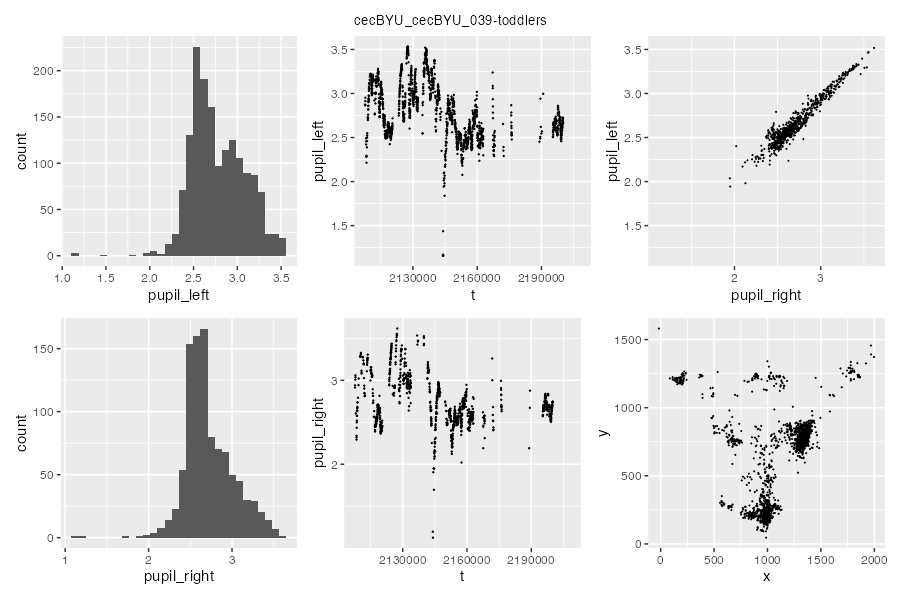 cecBYU_cecBYU_039-toddlers
count
200
150
100
50
0
1.0 1.5 2.0 2.5 3.0 3.5
pupil_left
pupil_left
3.5
3.0
2.5
2.0
1.5
2130000 2160000 2190000
t
pupil_left
3.5
3.0
2.5
2.0
1.5
2 3
pupil_right
count
150
100
50
0
1 2 3
pupil_right
pupil_right
3
2
2130000 2160000 2190000
t
y
1500
1000
500
0
0 500 1000 1500 2000
x